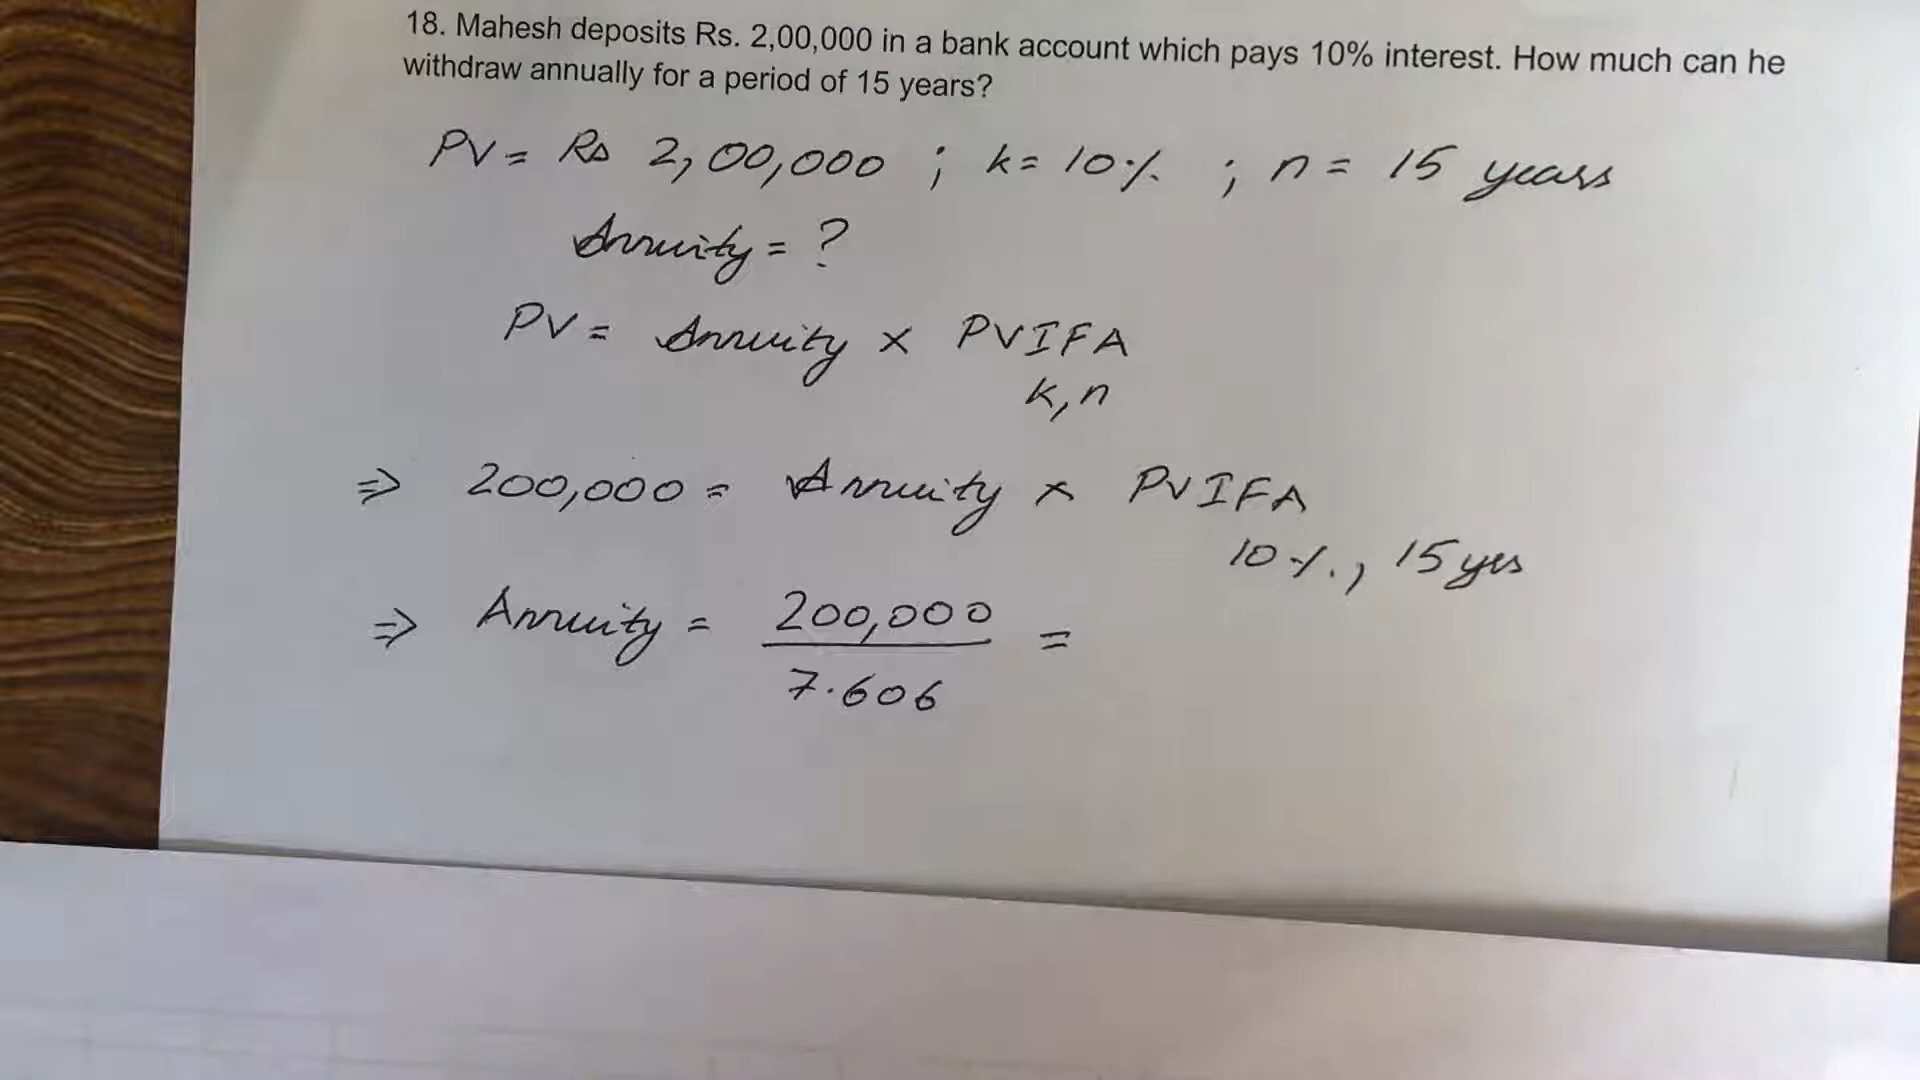 18. Mahesh deposits Rs. 2,00,000 in a bank account which pays 10% interest. How much can he
withdraw annually for a period of 15 years?
PV = Rs 2,00,000 ; k = 10% ; n = 15 years
Annuity = ?
PV = Annuity × PVIFA
k, n
⇒ 200,000 = Annuity × PVIFA
10%, 15 yrs
⇒ Annuity = 200,000 =
7.606